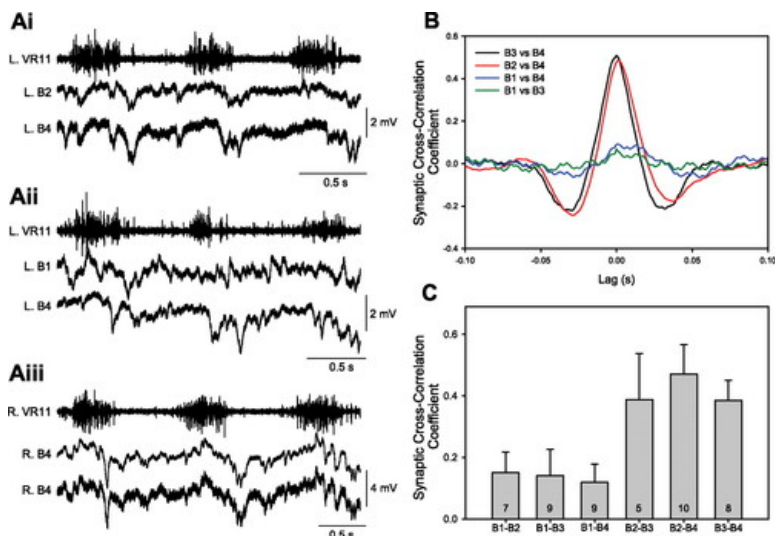 Ai
L. VR11
L. B2
L. B4
2 mV
0.5 s
Aii
L. VR11
L. B1
L. B4
2 mV
0.5 s
Aiii
R. VR11
R. B4
R. B4
4 mV
0.5 s
B
Synaptic Cross-Correlation
Coefficient
0.6
0.4
0.2
0.0
-0.2
-0.4
B3 vs B4
B2 vs B4
B1 vs B4
B1 vs B3
-0.10 -0.05 0.00 0.05 0.10
Lag (s)
C
Synaptic Cross-Correlation
Coefficient
0.6
0.4
0.2
0.0
7 9 9 5 10 8
B1-B2 B1-B3 B1-B4 B2-B3 B2-B4 B3-B4